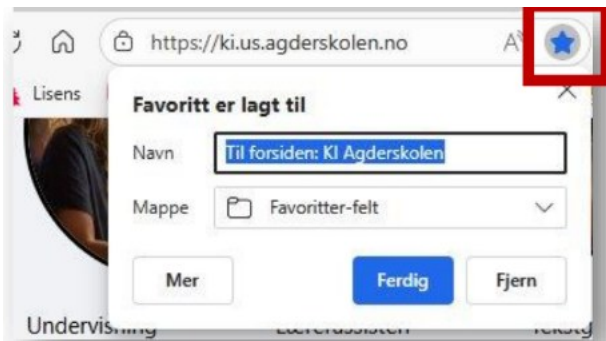 https://ki.us.agderskolen.no A
Lisens
Favoritt er lagt til
Navn Til forsiden: KI Agderskolen
Mappe Favoritter-felt
Mer Ferdig Fjern
Undervisning